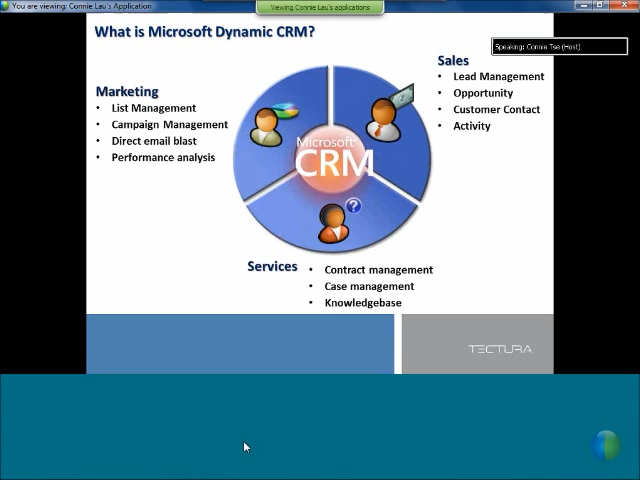 You are viewing: Connie Lau's Application
Viewing Connie Lau's applications
What is Microsoft Dynamic CRM?
Speaking: Connie Tse (Host)
Marketing
• List Management
• Campaign Management
• Direct email blast
• Performance analysis
Sales
• Lead Management
• Opportunity
• Customer Contact
• Activity
Microsoft
CRM
?
Services
• Contract management
• Case management
• Knowledgebase
TECTURA